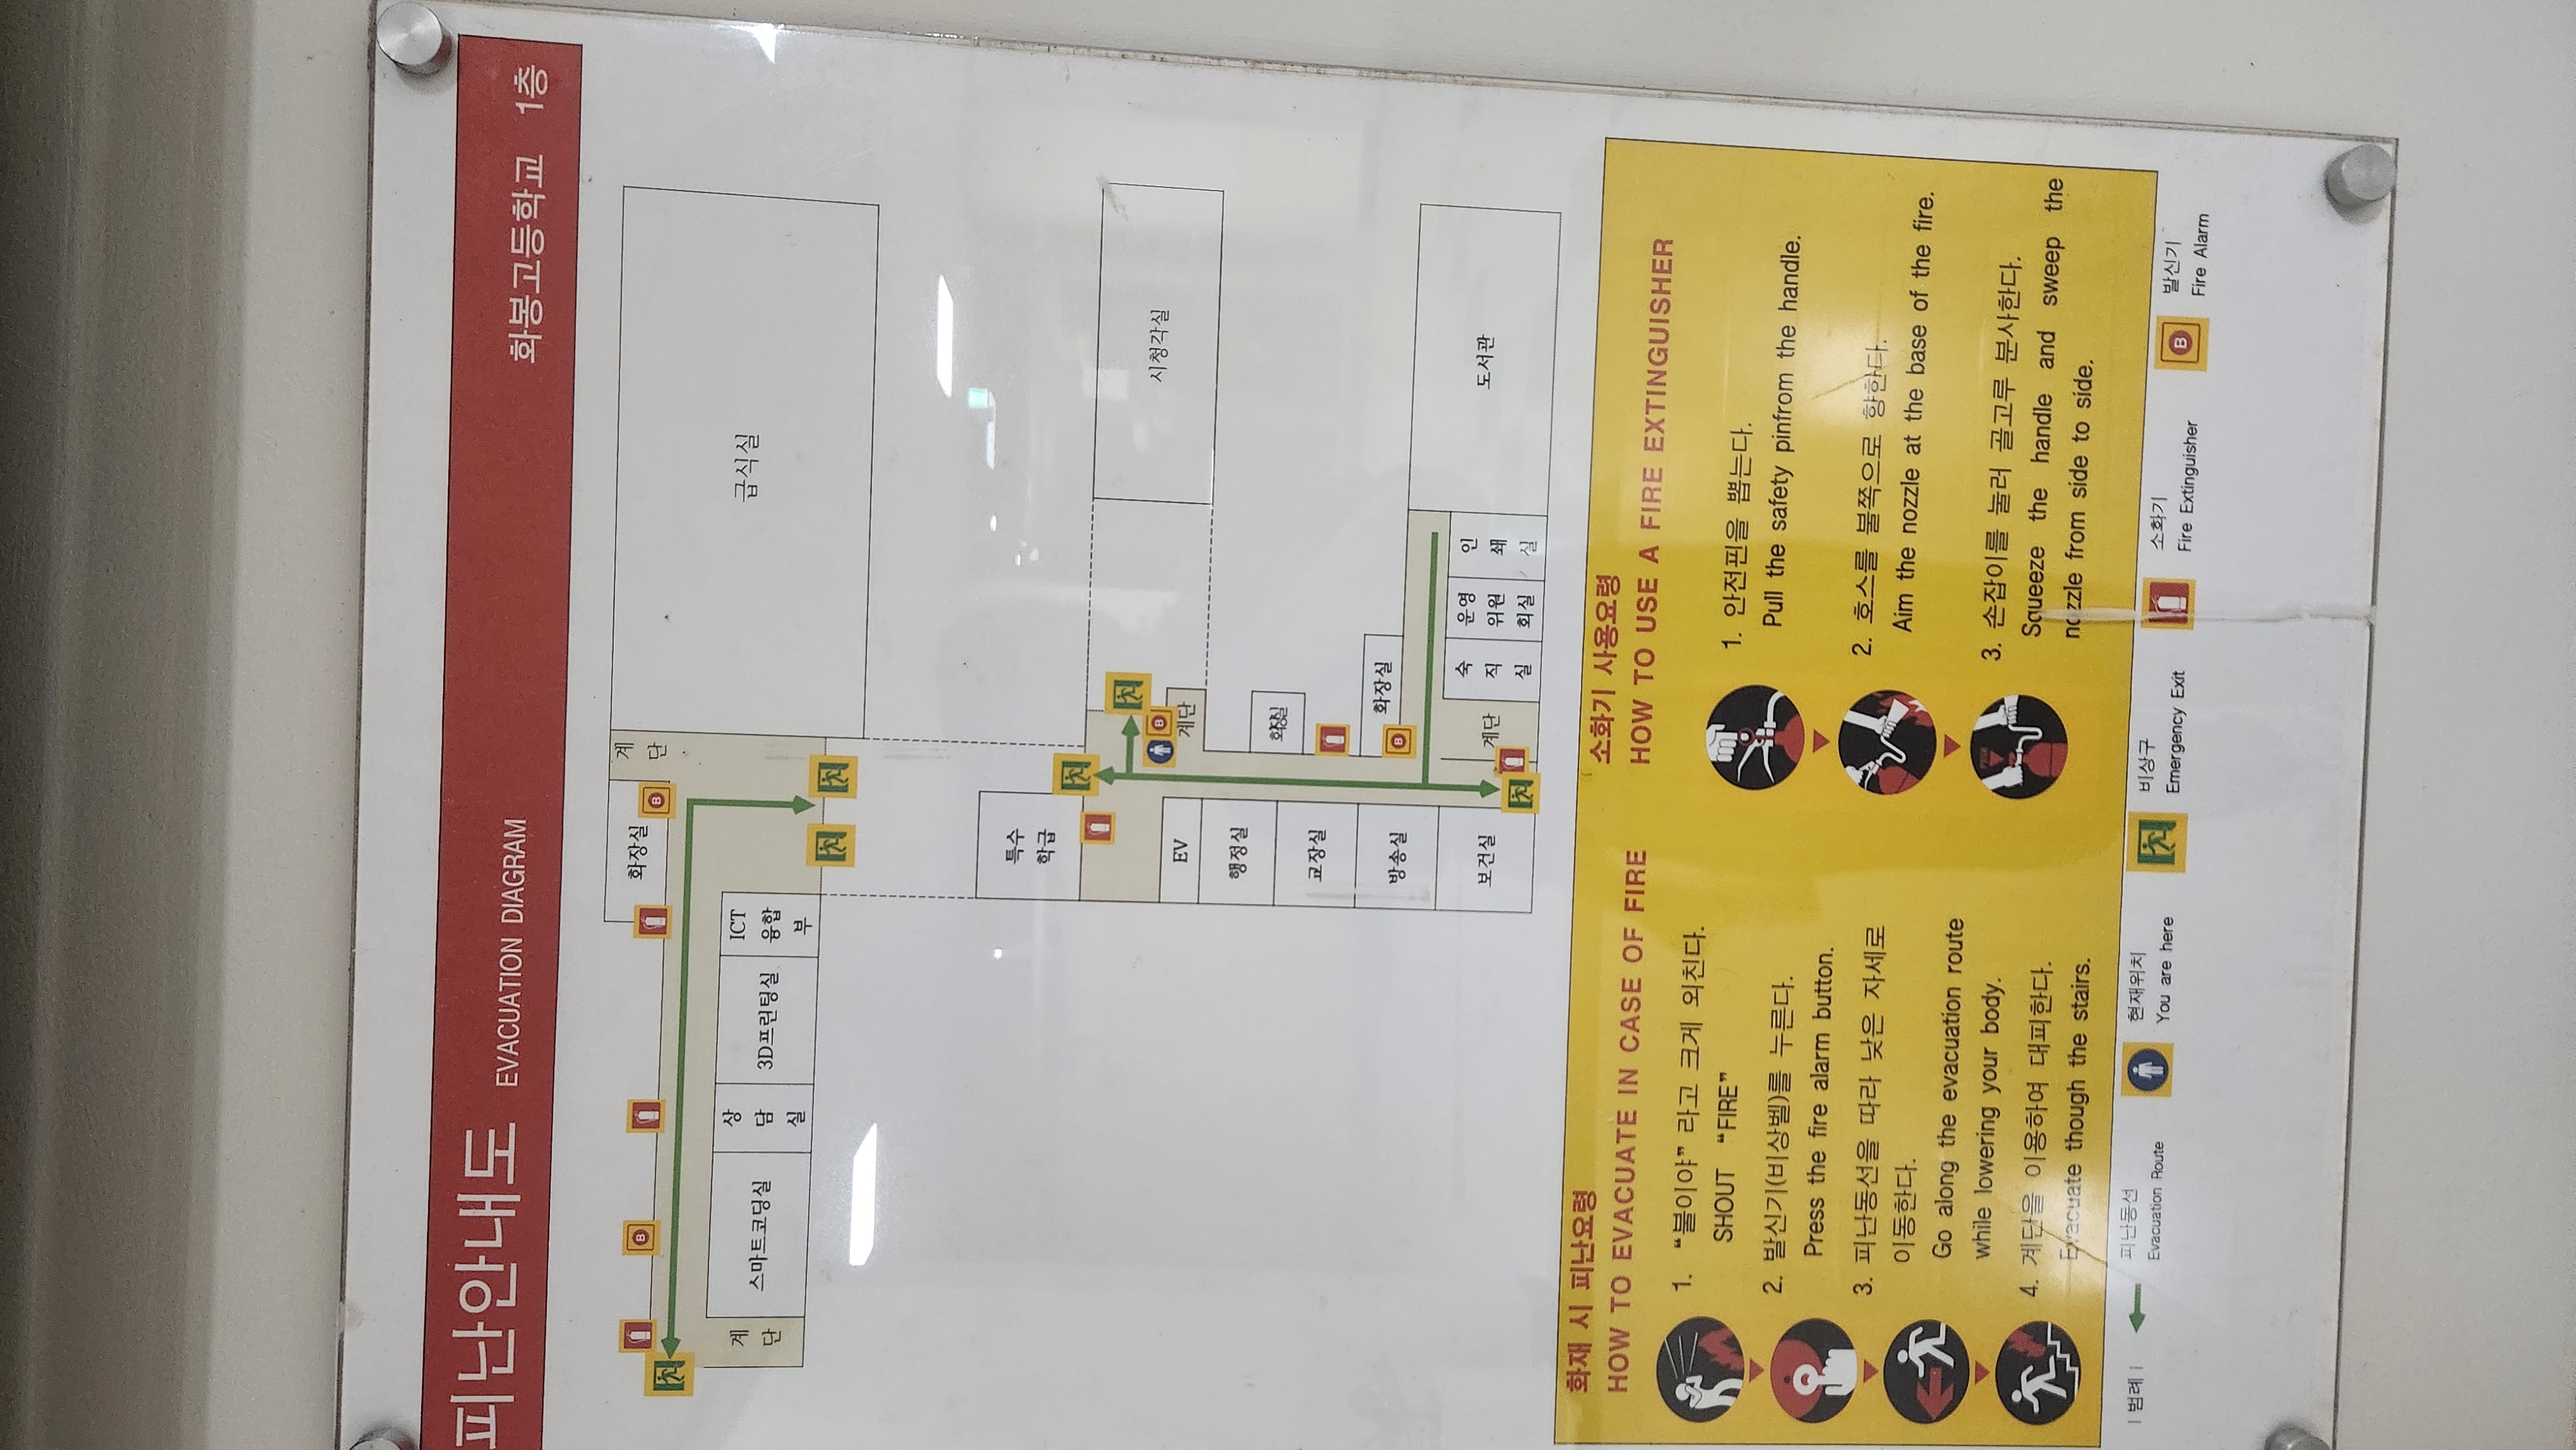 피난안내도 EVACUATION DIAGRAM 화봉고등학교 1층
화장실
계
단
B
B
계
단
스마트코딩실
상
담
실
3D프린팅실
ICT
융합
부
급식실
특수
학급
B
계단
시청각실
EV
행정실
화장실
교장실
방송실
B
화장실
보건실
계단
숙
직
실
운영
위원
회실
인
쇄
실
도서관
화재 시 피난요령
HOW TO EVACUATE IN CASE OF FIRE
1. “불이야” 라고 크게 외친다.
SHOUT “FIRE”
2. 발신기(비상벨)를 누른다.
Press the fire alarm button.
3. 피난동선을 따라 낮은 자세로
이동한다.
Go along the evacuation route
while lowering your body.
4. 계단을 이용하여 대피한다.
Evacuate though the stairs.
소화기 사용요령
HOW TO USE A FIRE EXTINGUISHER
1. 안전핀을 뽑는다.
Pull the safety pinfrom the handle.
2. 호스를 불쪽으로 향한다.
Aim the nozzle at the base of the fire.
3. 손잡이를 눌러 골고루 분사한다.
Squeeze the handle and sweep the
nozzle from side to side.
| 범례 |
피난동선
Evacuation Route
현재위치
You are here
비상구
Emergency Exit
소화기
Fire Extinguisher
B
발신기
Fire Alarm